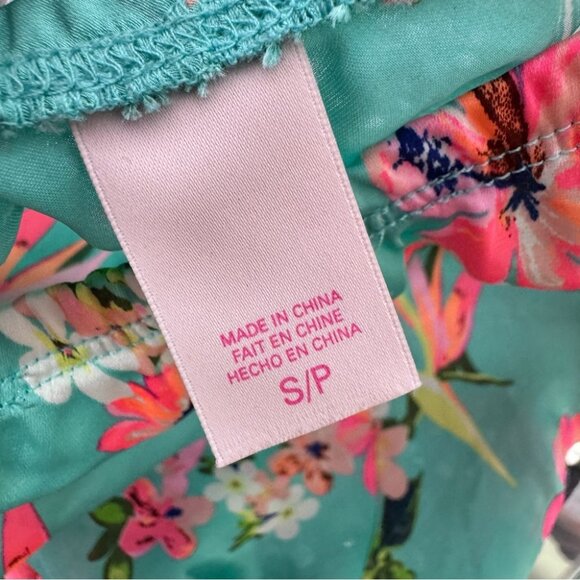 MADE IN CHINA
FAIT EN CHINE
HECHO EN CHINA
S/P